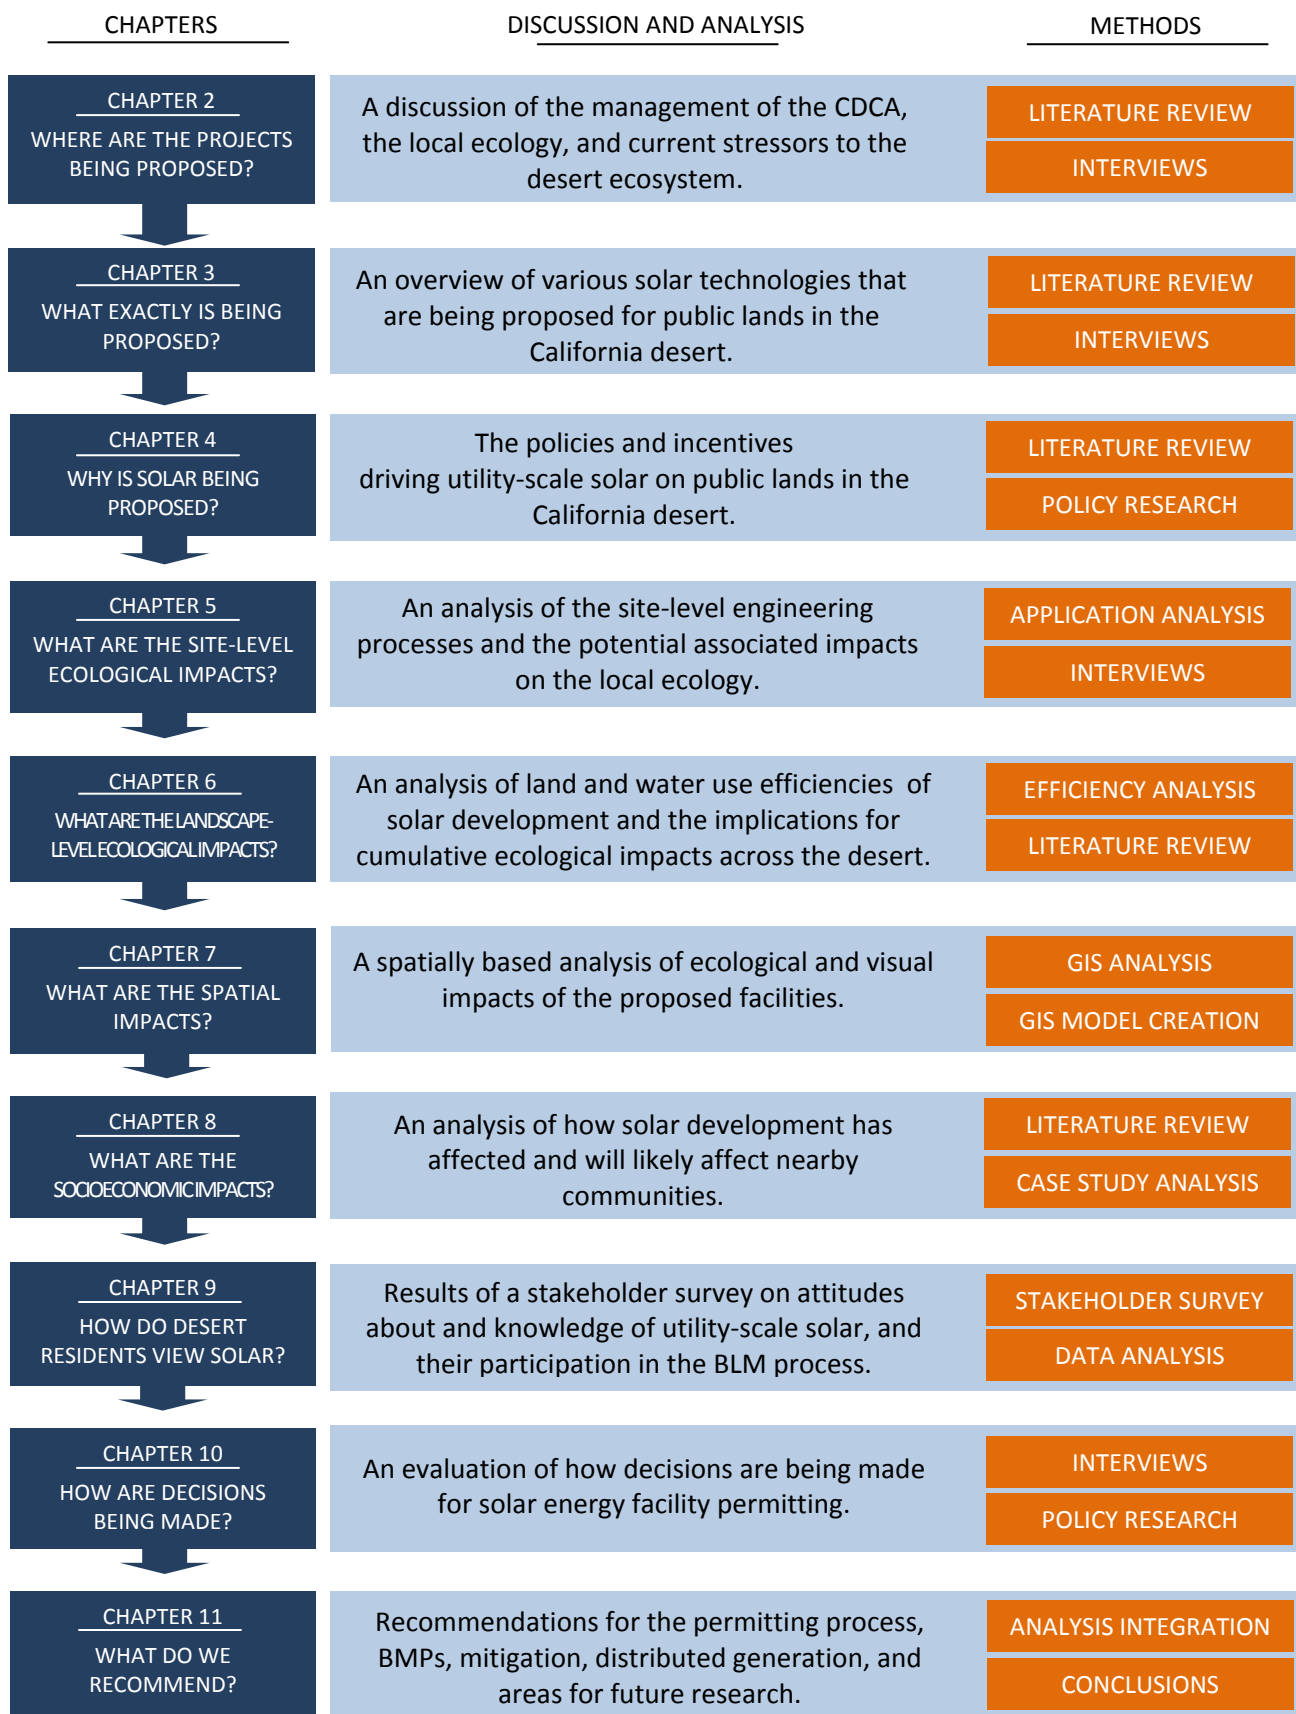 CHAPTERS
DISCUSSION AND ANALYSIS
METHODS
CHAPTER 2
WHERE ARE THE PROJECTS
BEING PROPOSED?
A discussion of the management of the CDCA,
the local ecology, and current stressors to the
desert ecosystem.
LITERATURE REVIEW
INTERVIEWS
CHAPTER 3
WHAT EXACTLY IS BEING
PROPOSED?
An overview of various solar technologies that
are being proposed for public lands in the
California desert.
LITERATURE REVIEW
INTERVIEWS
CHAPTER 4
WHY IS SOLAR BEING
PROPOSED?
The policies and incentives
driving utility-scale solar on public lands in the
California desert.
LITERATURE REVIEW
POLICY RESEARCH
CHAPTER 5
WHAT ARE THE SITE-LEVEL
ECOLOGICAL IMPACTS?
An analysis of the site-level engineering
processes and the potential associated impacts
on the local ecology.
APPLICATION ANALYSIS
INTERVIEWS
CHAPTER 6
WHAT ARE THE LANDSCAPE-
LEVEL ECOLOGICAL IMPACTS?
An analysis of land and water use efficiencies of
solar development and the implications for
cumulative ecological impacts across the desert.
EFFICIENCY ANALYSIS
LITERATURE REVIEW
CHAPTER 7
WHAT ARE THE SPATIAL
IMPACTS?
A spatially based analysis of ecological and visual
impacts of the proposed facilities.
GIS ANALYSIS
GIS MODEL CREATION
CHAPTER 8
WHAT ARE THE
SOCIOECONOMIC IMPACTS?
An analysis of how solar development has
affected and will likely affect nearby
communities.
LITERATURE REVIEW
CASE STUDY ANALYSIS
CHAPTER 9
HOW DO DESERT
RESIDENTS VIEW SOLAR?
Results of a stakeholder survey on attitudes
about and knowledge of utility-scale solar, and
their participation in the BLM process.
STAKEHOLDER SURVEY
DATA ANALYSIS
CHAPTER 10
HOW ARE DECISIONS
BEING MADE?
An evaluation of how decisions are being made
for solar energy facility permitting.
INTERVIEWS
POLICY RESEARCH
CHAPTER 11
WHAT DO WE
RECOMMEND?
Recommendations for the permitting process,
BMPs, mitigation, distributed generation, and
areas for future research.
ANALYSIS INTEGRATION
CONCLUSIONS